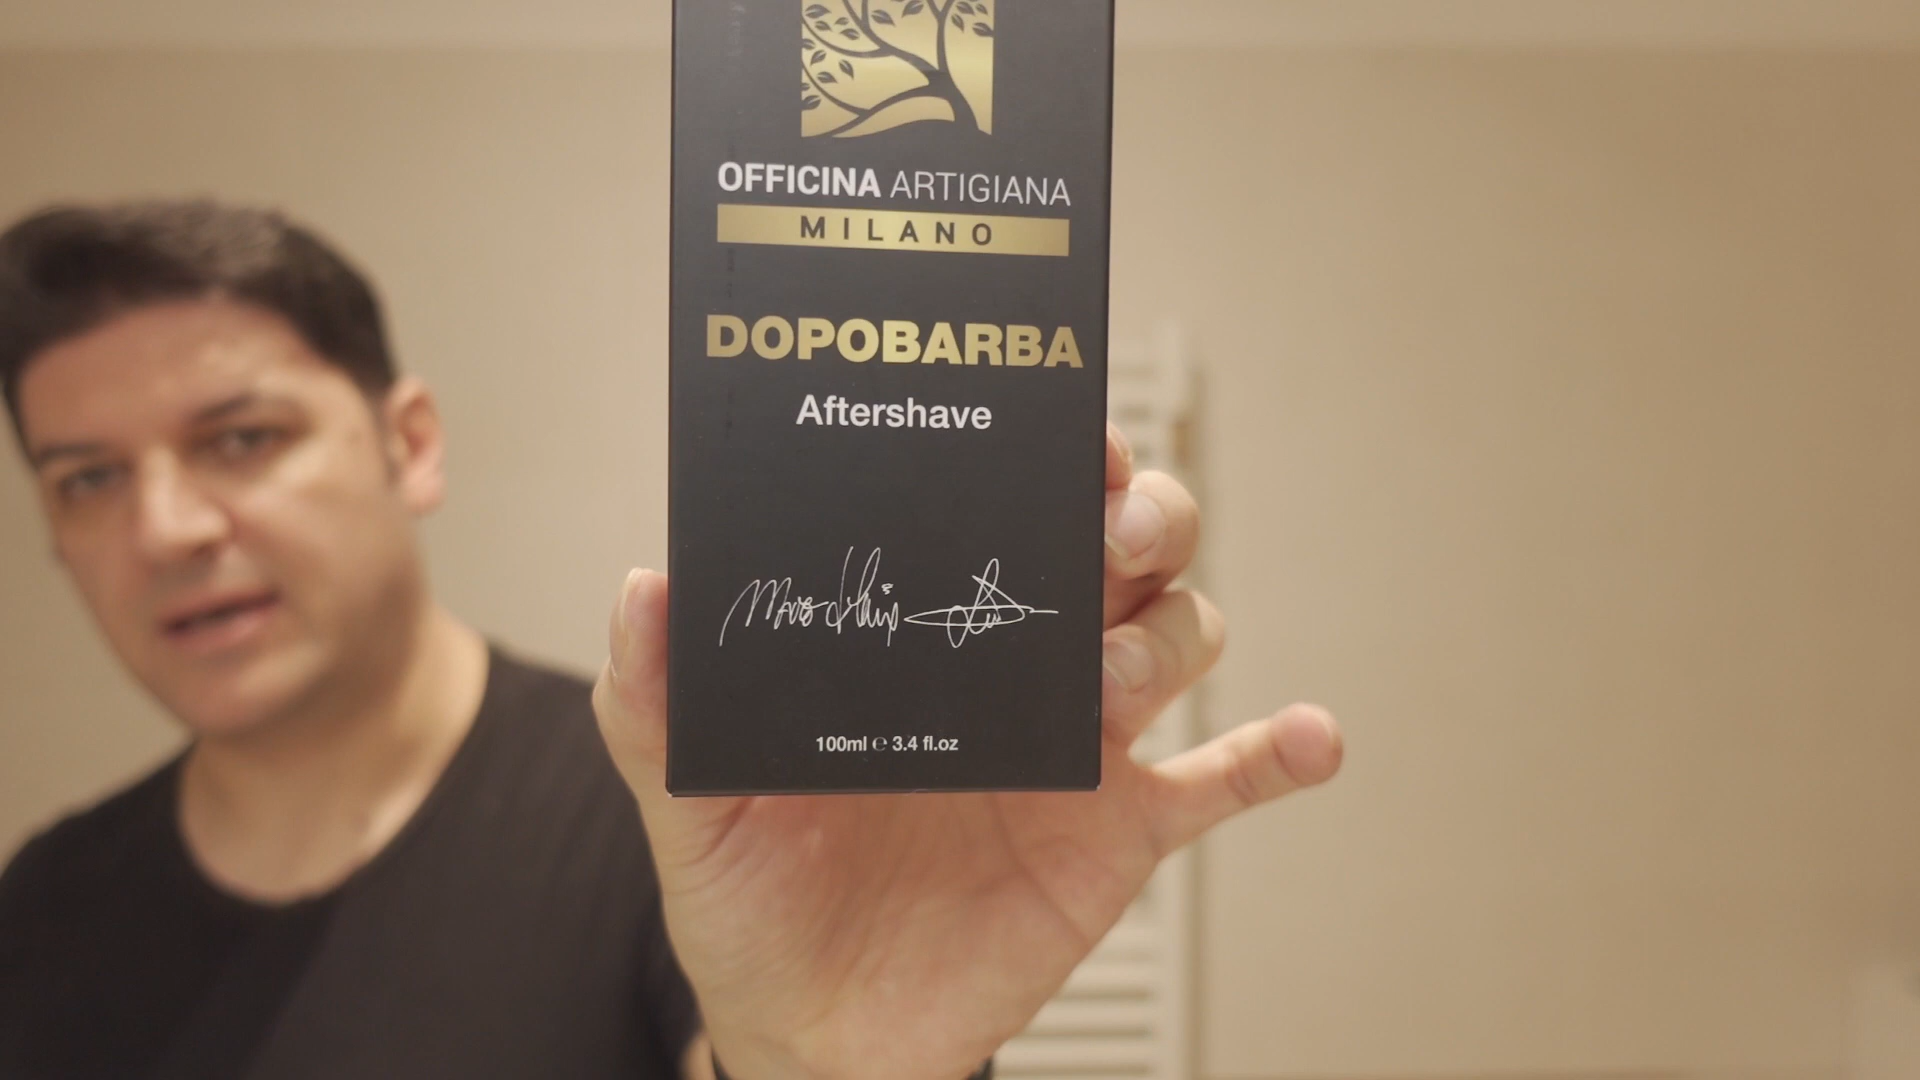 OFFICINA ARTIGIANA
MILANO
DOPOBARBA
Aftershave
100ml ℮ 3.4 fl.oz